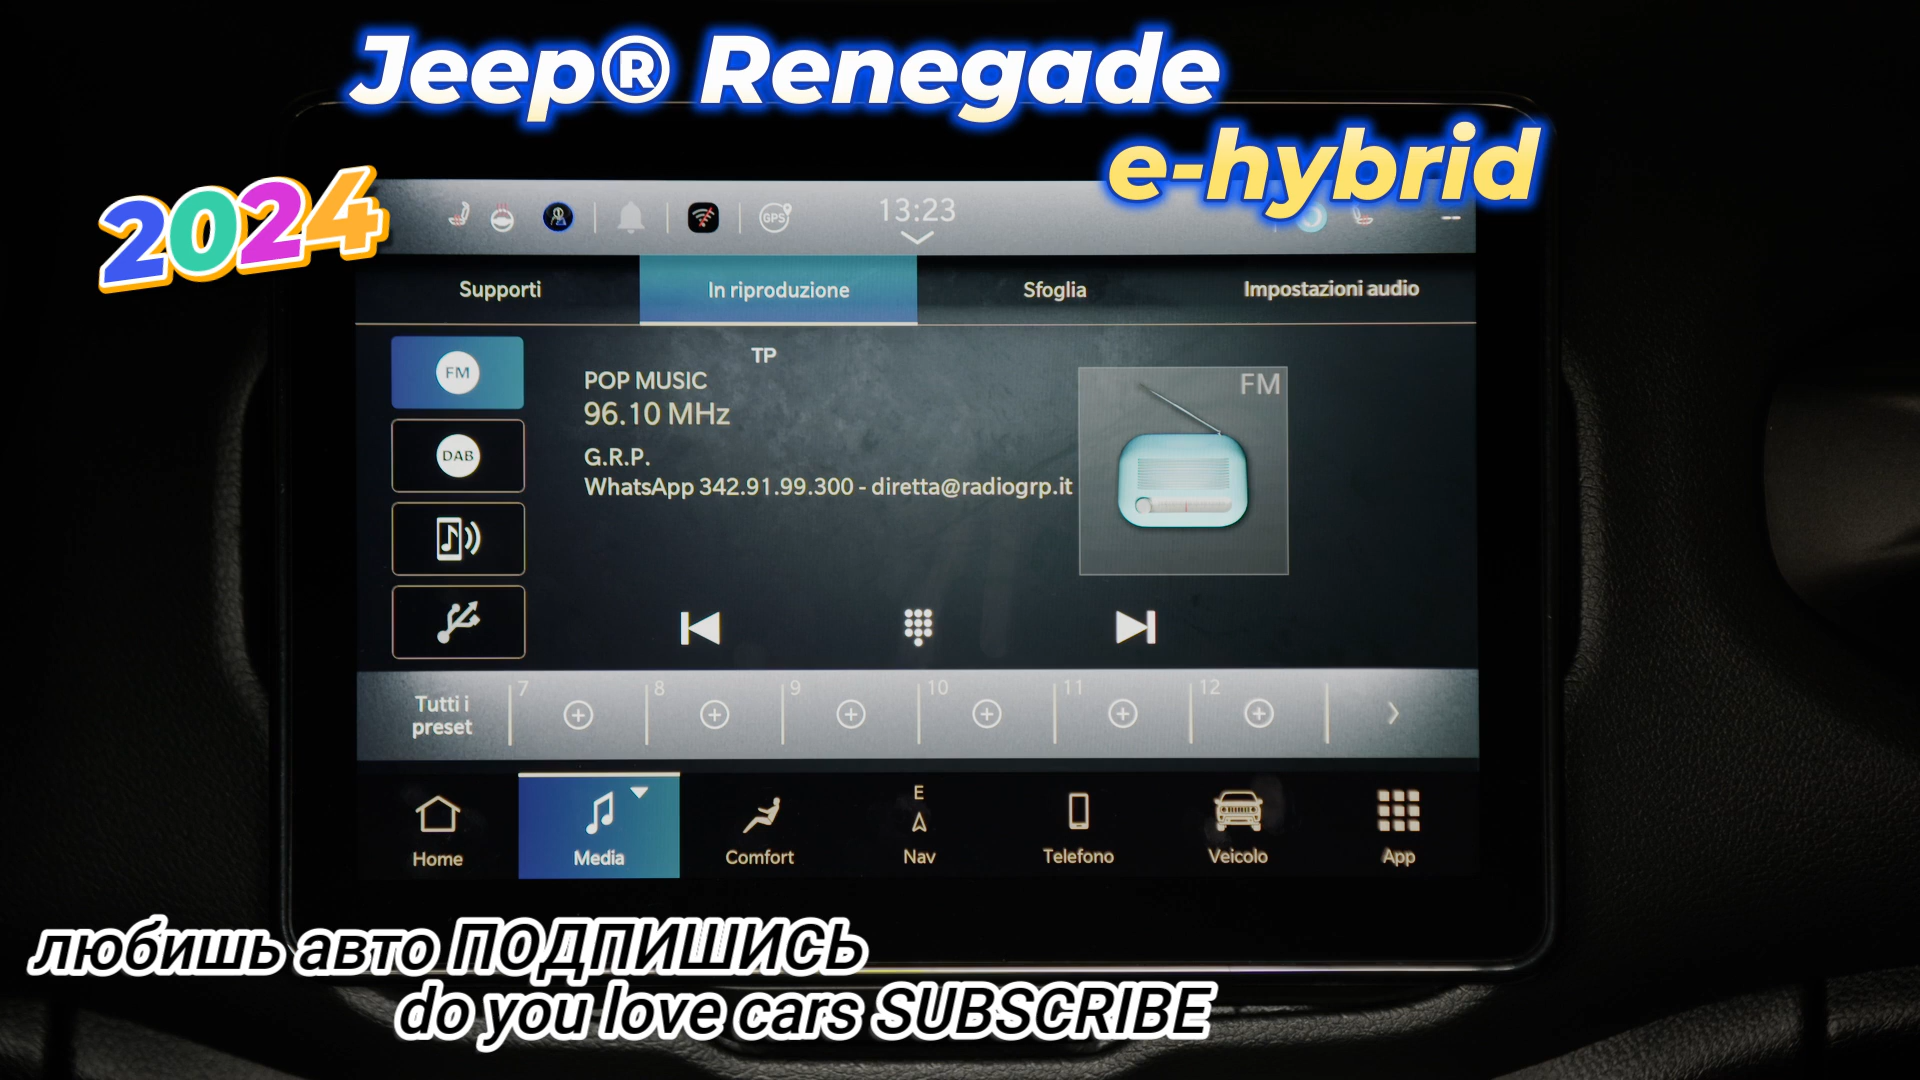 Jeep® Renegade
e-hybrid
2024
GPS
13:23
--
Supporti
In riproduzione
Sfoglia
Impostazioni audio
FM
DAB
TP
POP MUSIC
96.10 MHz
G.R.P.
WhatsApp 342.91.99.300 - diretta@radiogrp.it
FM
Tutti i
preset
7
8
9
10
11
12
Home
Media
Comfort
E
Nav
Telefono
Veicolo
App
любишь авто ПОДПИШИСЬ
do you love cars SUBSCRIBE